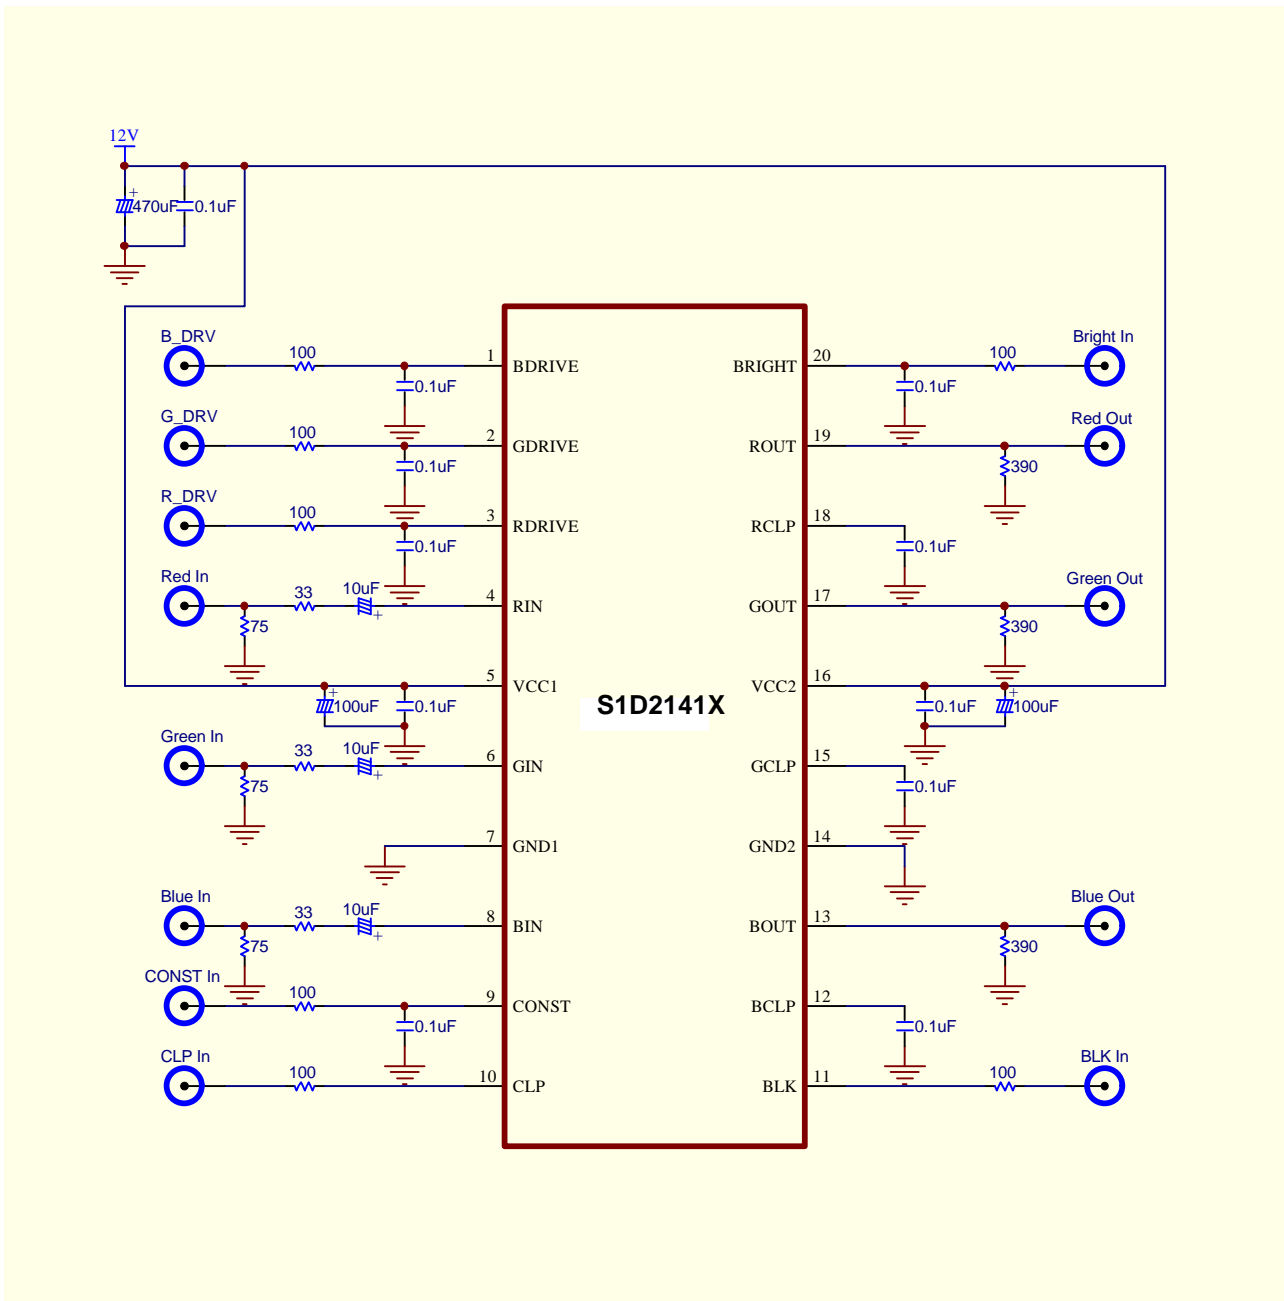 12V
+
470uF 0.1uF
B_DRV
100
1 BDRIVE
0.1uF
G_DRV
100
2 GDRIVE
0.1uF
R_DRV
100
3 RDRIVE
0.1uF
Red In
33
10uF
+
4 RIN
75
5 VCC1
+
100uF 0.1uF
Green In
33
10uF
+
6 GIN
75
7 GND1
Blue In
33
10uF
+
8 BIN
75
CONST In
100
9 CONST
0.1uF
CLP In
100
10 CLP
S1D2141X
BRIGHT 20
100
Bright In
0.1uF
ROUT 19
Red Out
390
RCLP 18
0.1uF
GOUT 17
Green Out
390
VCC2 16
+
0.1uF 100uF
GCLP 15
0.1uF
GND2 14
BOUT 13
Blue Out
390
BCLP 12
0.1uF
BLK 11
100
BLK In